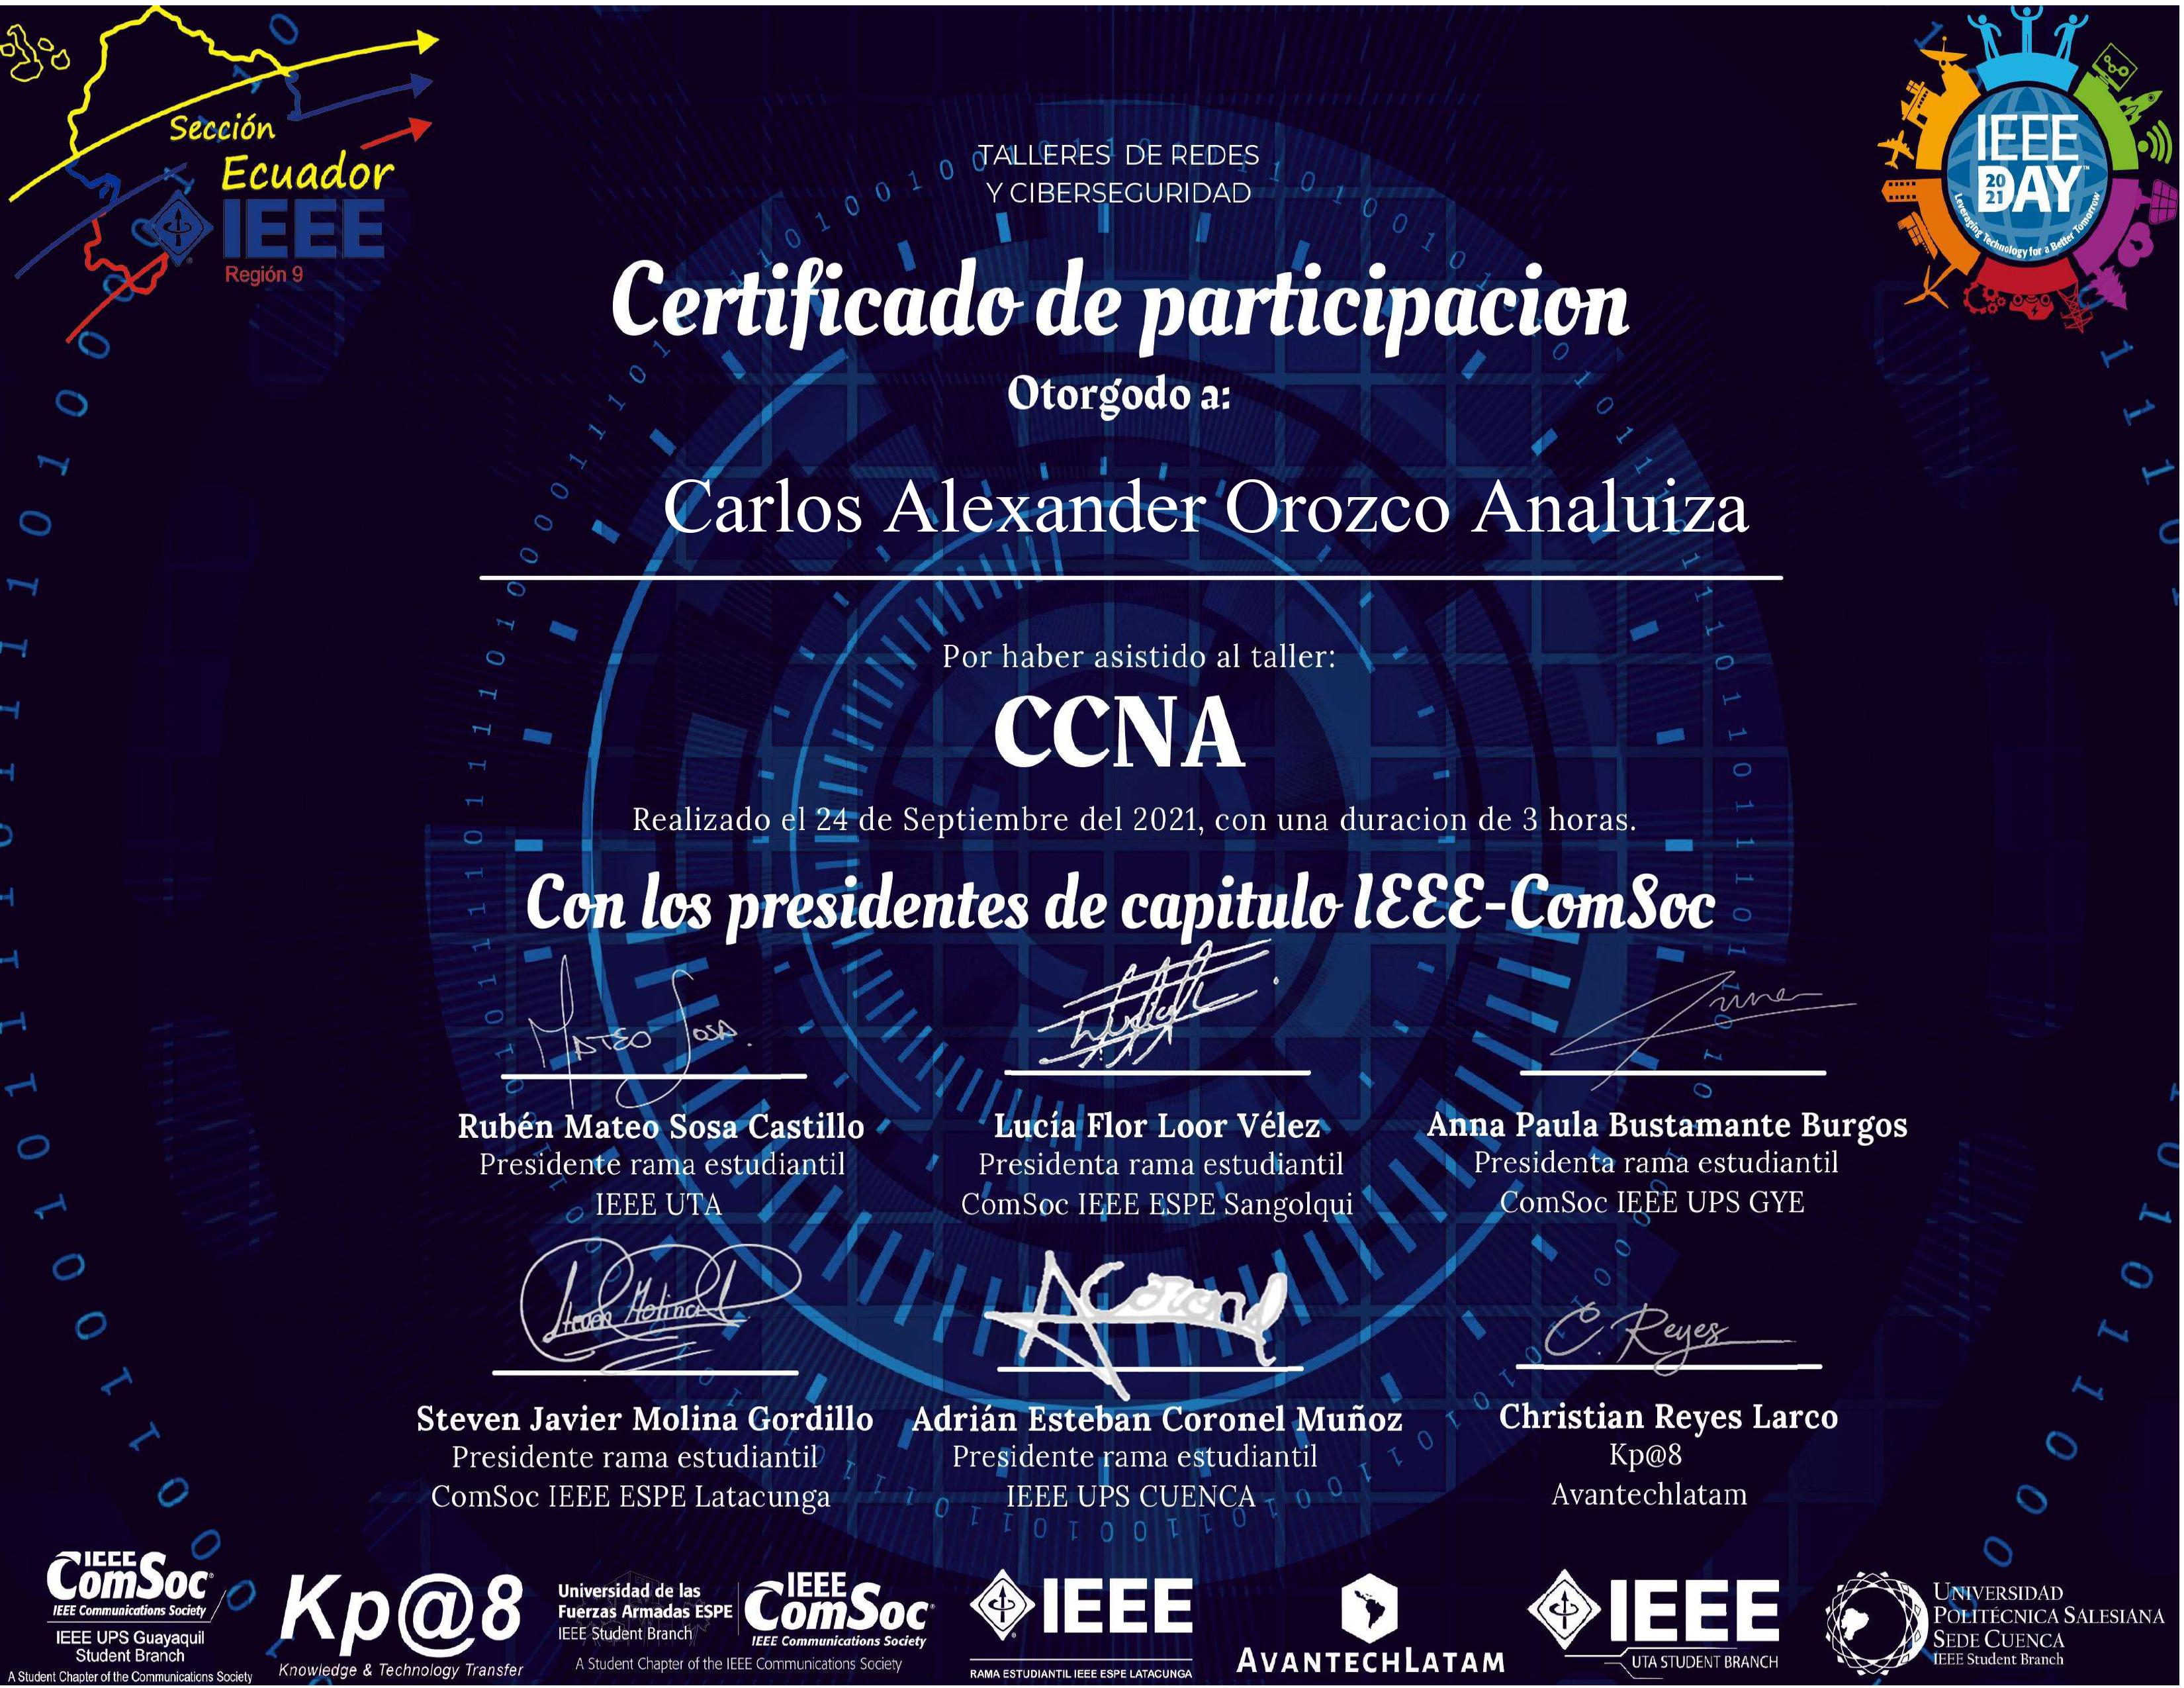 Sección
Ecuador
IEEE
Región 9
IEEE
DAY
20
21
Leveraging Technology for a Better Tomorrow
TALLERES DE REDES
Y CIBERSEGURIDAD
Certificado de participacion
Otorgodo a:
Carlos Alexander Orozco Analuiza
Por haber asistido al taller:
CCNA
Realizado el 24 de Septiembre del 2021, con una duracion de 3 horas.
Con los presidentes de capitulo IEEE-ComSoc
MATEO SOSA.
Rubén Mateo Sosa Castillo
Presidente rama estudiantil
IEEE UTA
Lucía Flor Loor Vélez
Presidenta rama estudiantil
ComSoc IEEE ESPE Sangolqui
Anna Paula Bustamante Burgos
Presidenta rama estudiantil
ComSoc IEEE UPS GYE
Steven Molina
ACoronel
C. Reyes
Steven Javier Molina Gordillo
Presidente rama estudiantil
ComSoc IEEE ESPE Latacunga
Adrián Esteban Coronel Muñoz
Presidente rama estudiantil
IEEE UPS CUENCA
Christian Reyes Larco
Kp@8
Avantechlatam
IEEE
ComSoc
IEEE Communications Society
IEEE UPS Guayaquil
Student Branch
A Student Chapter of the Communications Society
Kp@8
Knowledge & Technology Transfer
Universidad de las
Fuerzas Armadas ESPE
IEEE Student Branch
IEEE
ComSoc
IEEE Communications Society
A Student Chapter of the IEEE Communications Society
IEEE
RAMA ESTUDIANTIL IEEE ESPE LATACUNGA
AVANTECHLATAM
IEEE
UTA STUDENT BRANCH
UNIVERSIDAD
POLITÉCNICA SALESIANA
SEDE CUENCA
IEEE Student Branch